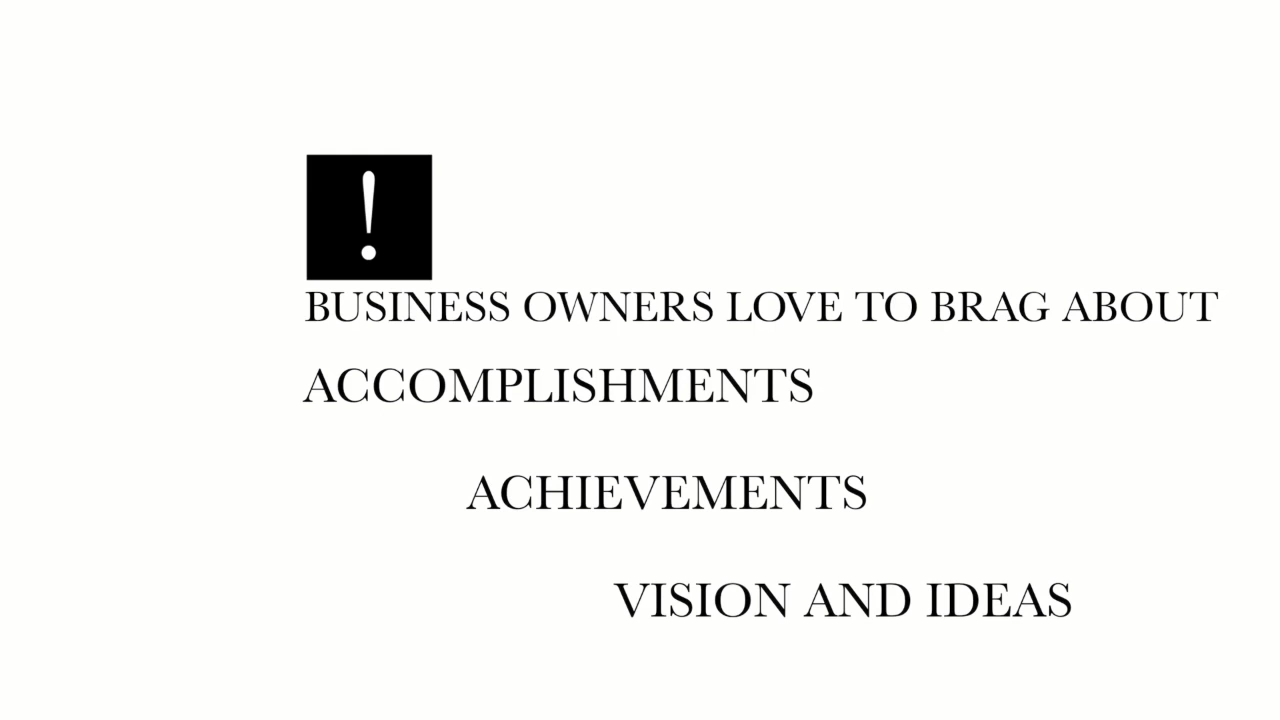 !
BUSINESS OWNERS LOVE TO BRAG ABOUT
ACCOMPLISHMENTS
ACHIEVEMENTS
VISION AND IDEAS